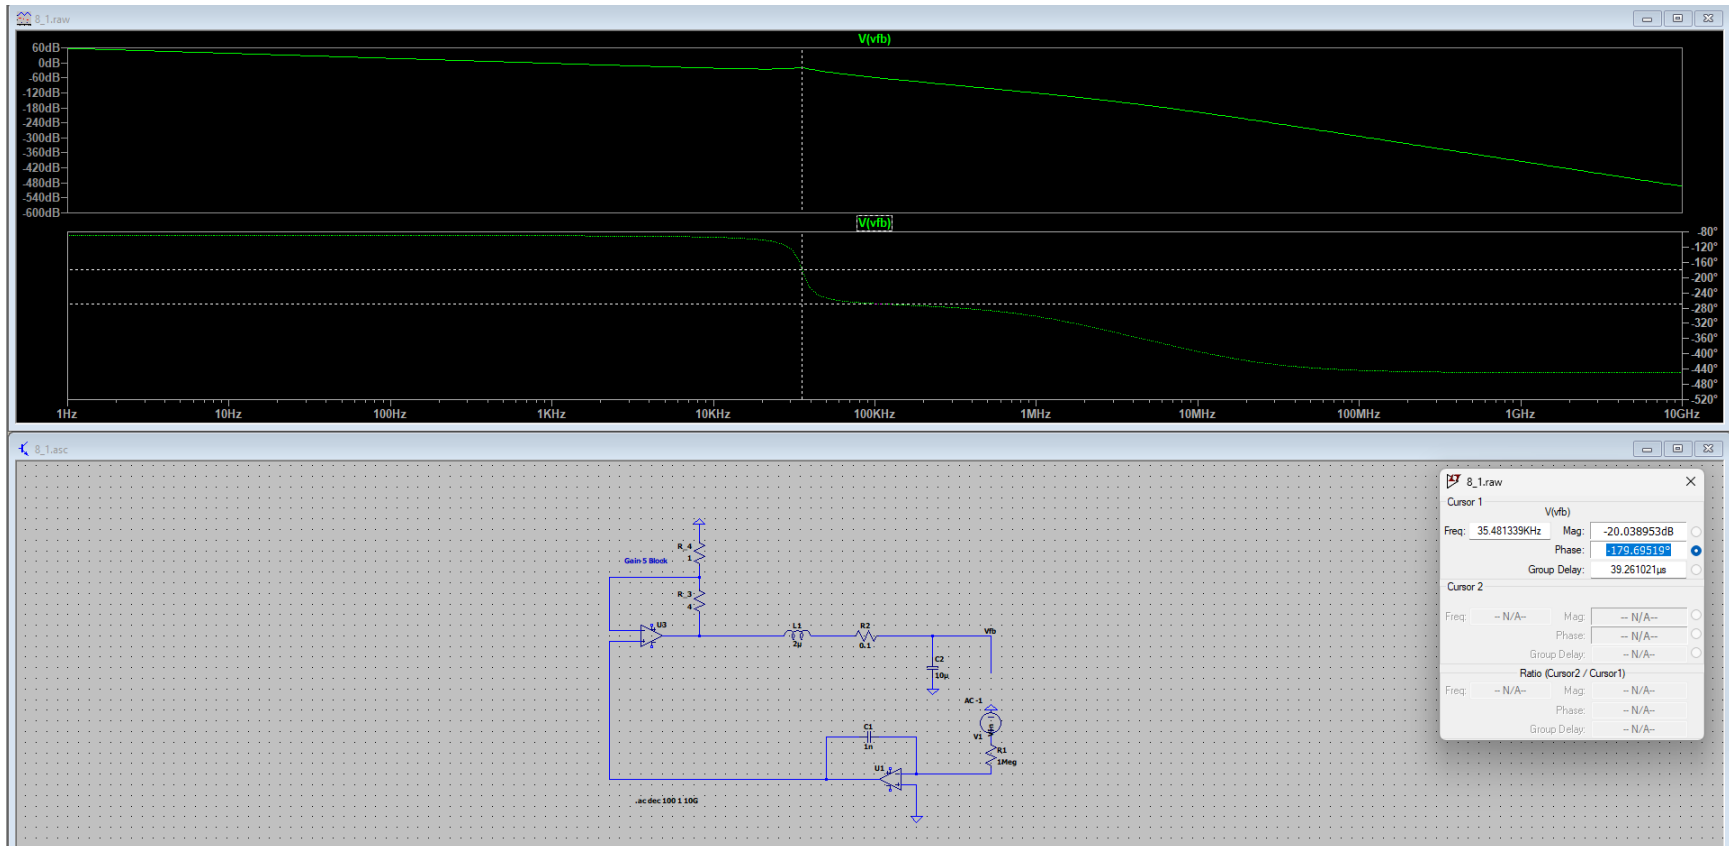 8_1.raw
V(vfb)
60dB
0dB
-60dB
-120dB
-180dB
-240dB
-300dB
-360dB
-420dB
-480dB
-540dB
-600dB
V(vfb)
-80°
-120°
-160°
-200°
-240°
-280°
-320°
-360°
-400°
-440°
-480°
-520°
1Hz 10Hz 100Hz 1KHz 10KHz 100KHz 1MHz 10MHz 100MHz 1GHz 10GHz
8_1.asc
R_4
1
Gain 5 Block
R_3
4
U3
L1
2µ
R2
0.1
Vfb
C2
10µ
AC -1
V1
Vin
R1
1Meg
C1
1n
U1
.ac dec 100 1 10G
8_1.raw
Cursor 1
V(vfb)
Freq: 35.481339KHz Mag: -20.038953dB
Phase: -179.69519°
Group Delay: 39.261021µs
Cursor 2
Freq: -- N/A-- Mag: -- N/A--
Phase: -- N/A--
Group Delay: -- N/A--
Ratio (Cursor2 / Cursor1)
Freq: -- N/A-- Mag: -- N/A--
Phase: -- N/A--
Group Delay: -- N/A--